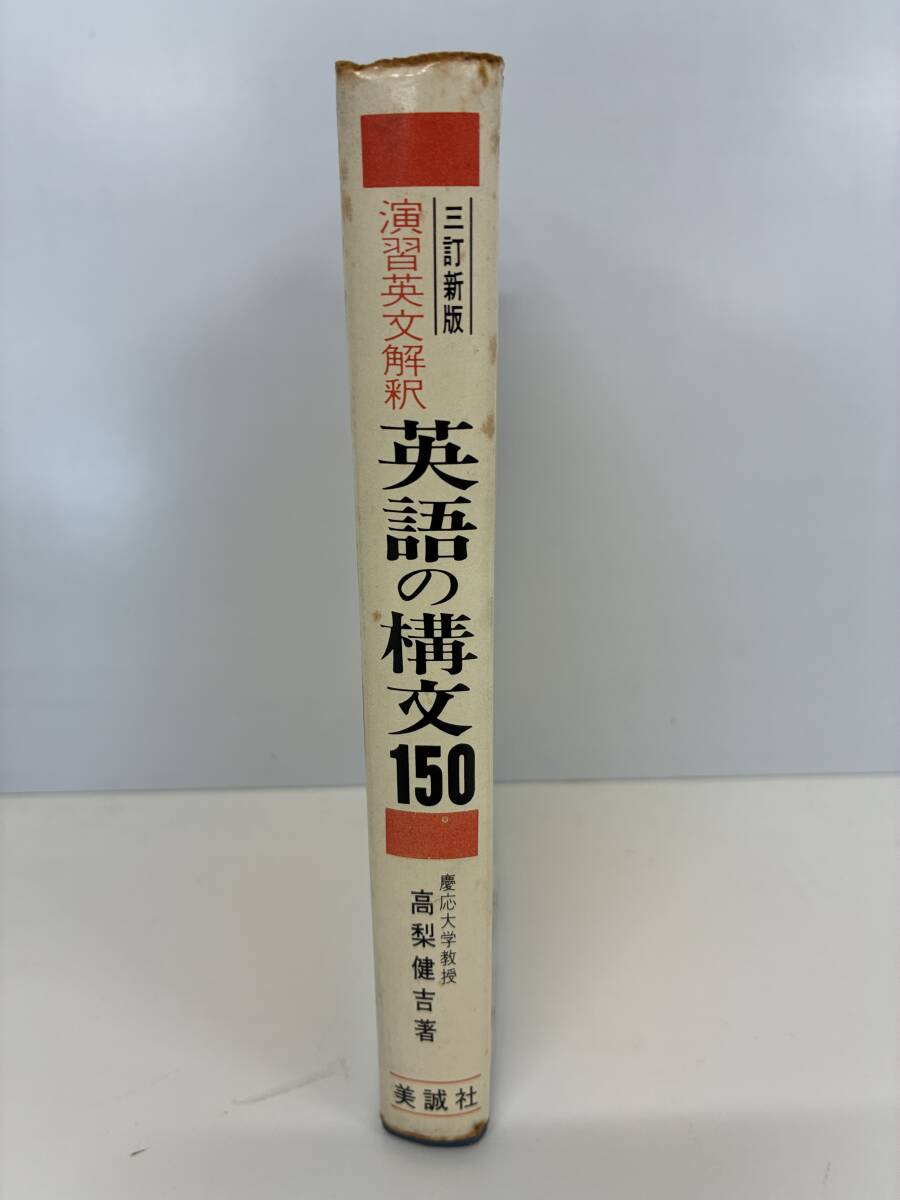 三訂新版
演習英文解釈
英語の構文150
慶応大学教授
高梨健吉著
美誠社